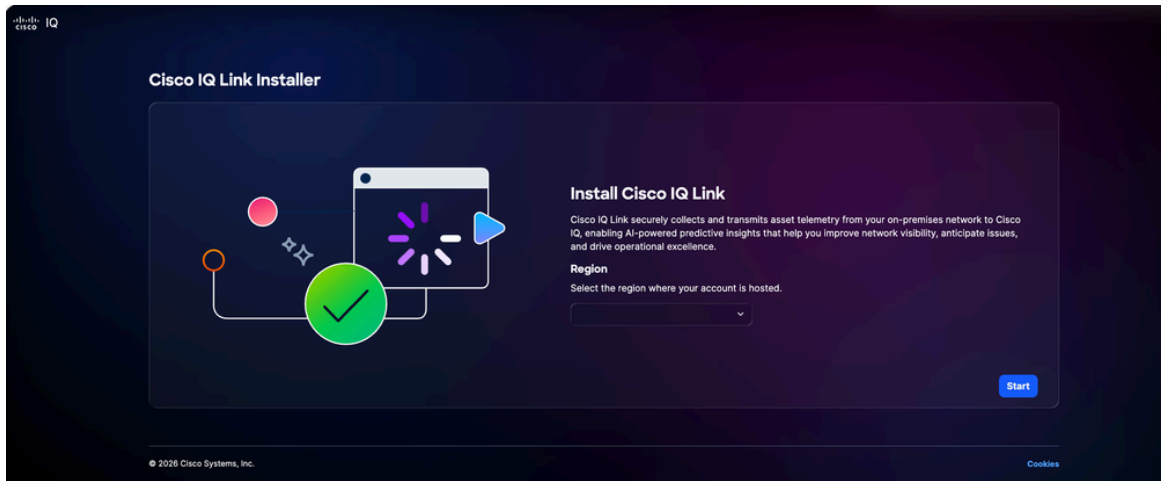 cisco IQ
Cisco IQ Link Installer
Install Cisco IQ Link
Cisco IQ Link securely collects and transmits asset telemetry from your on-premises network to Cisco
IQ, enabling AI-powered predictive insights that help you improve network visibility, anticipate issues,
and drive operational excellence.
Region
Select the region where your account is hosted.
Start
© 2026 Cisco Systems, Inc.
Cookies